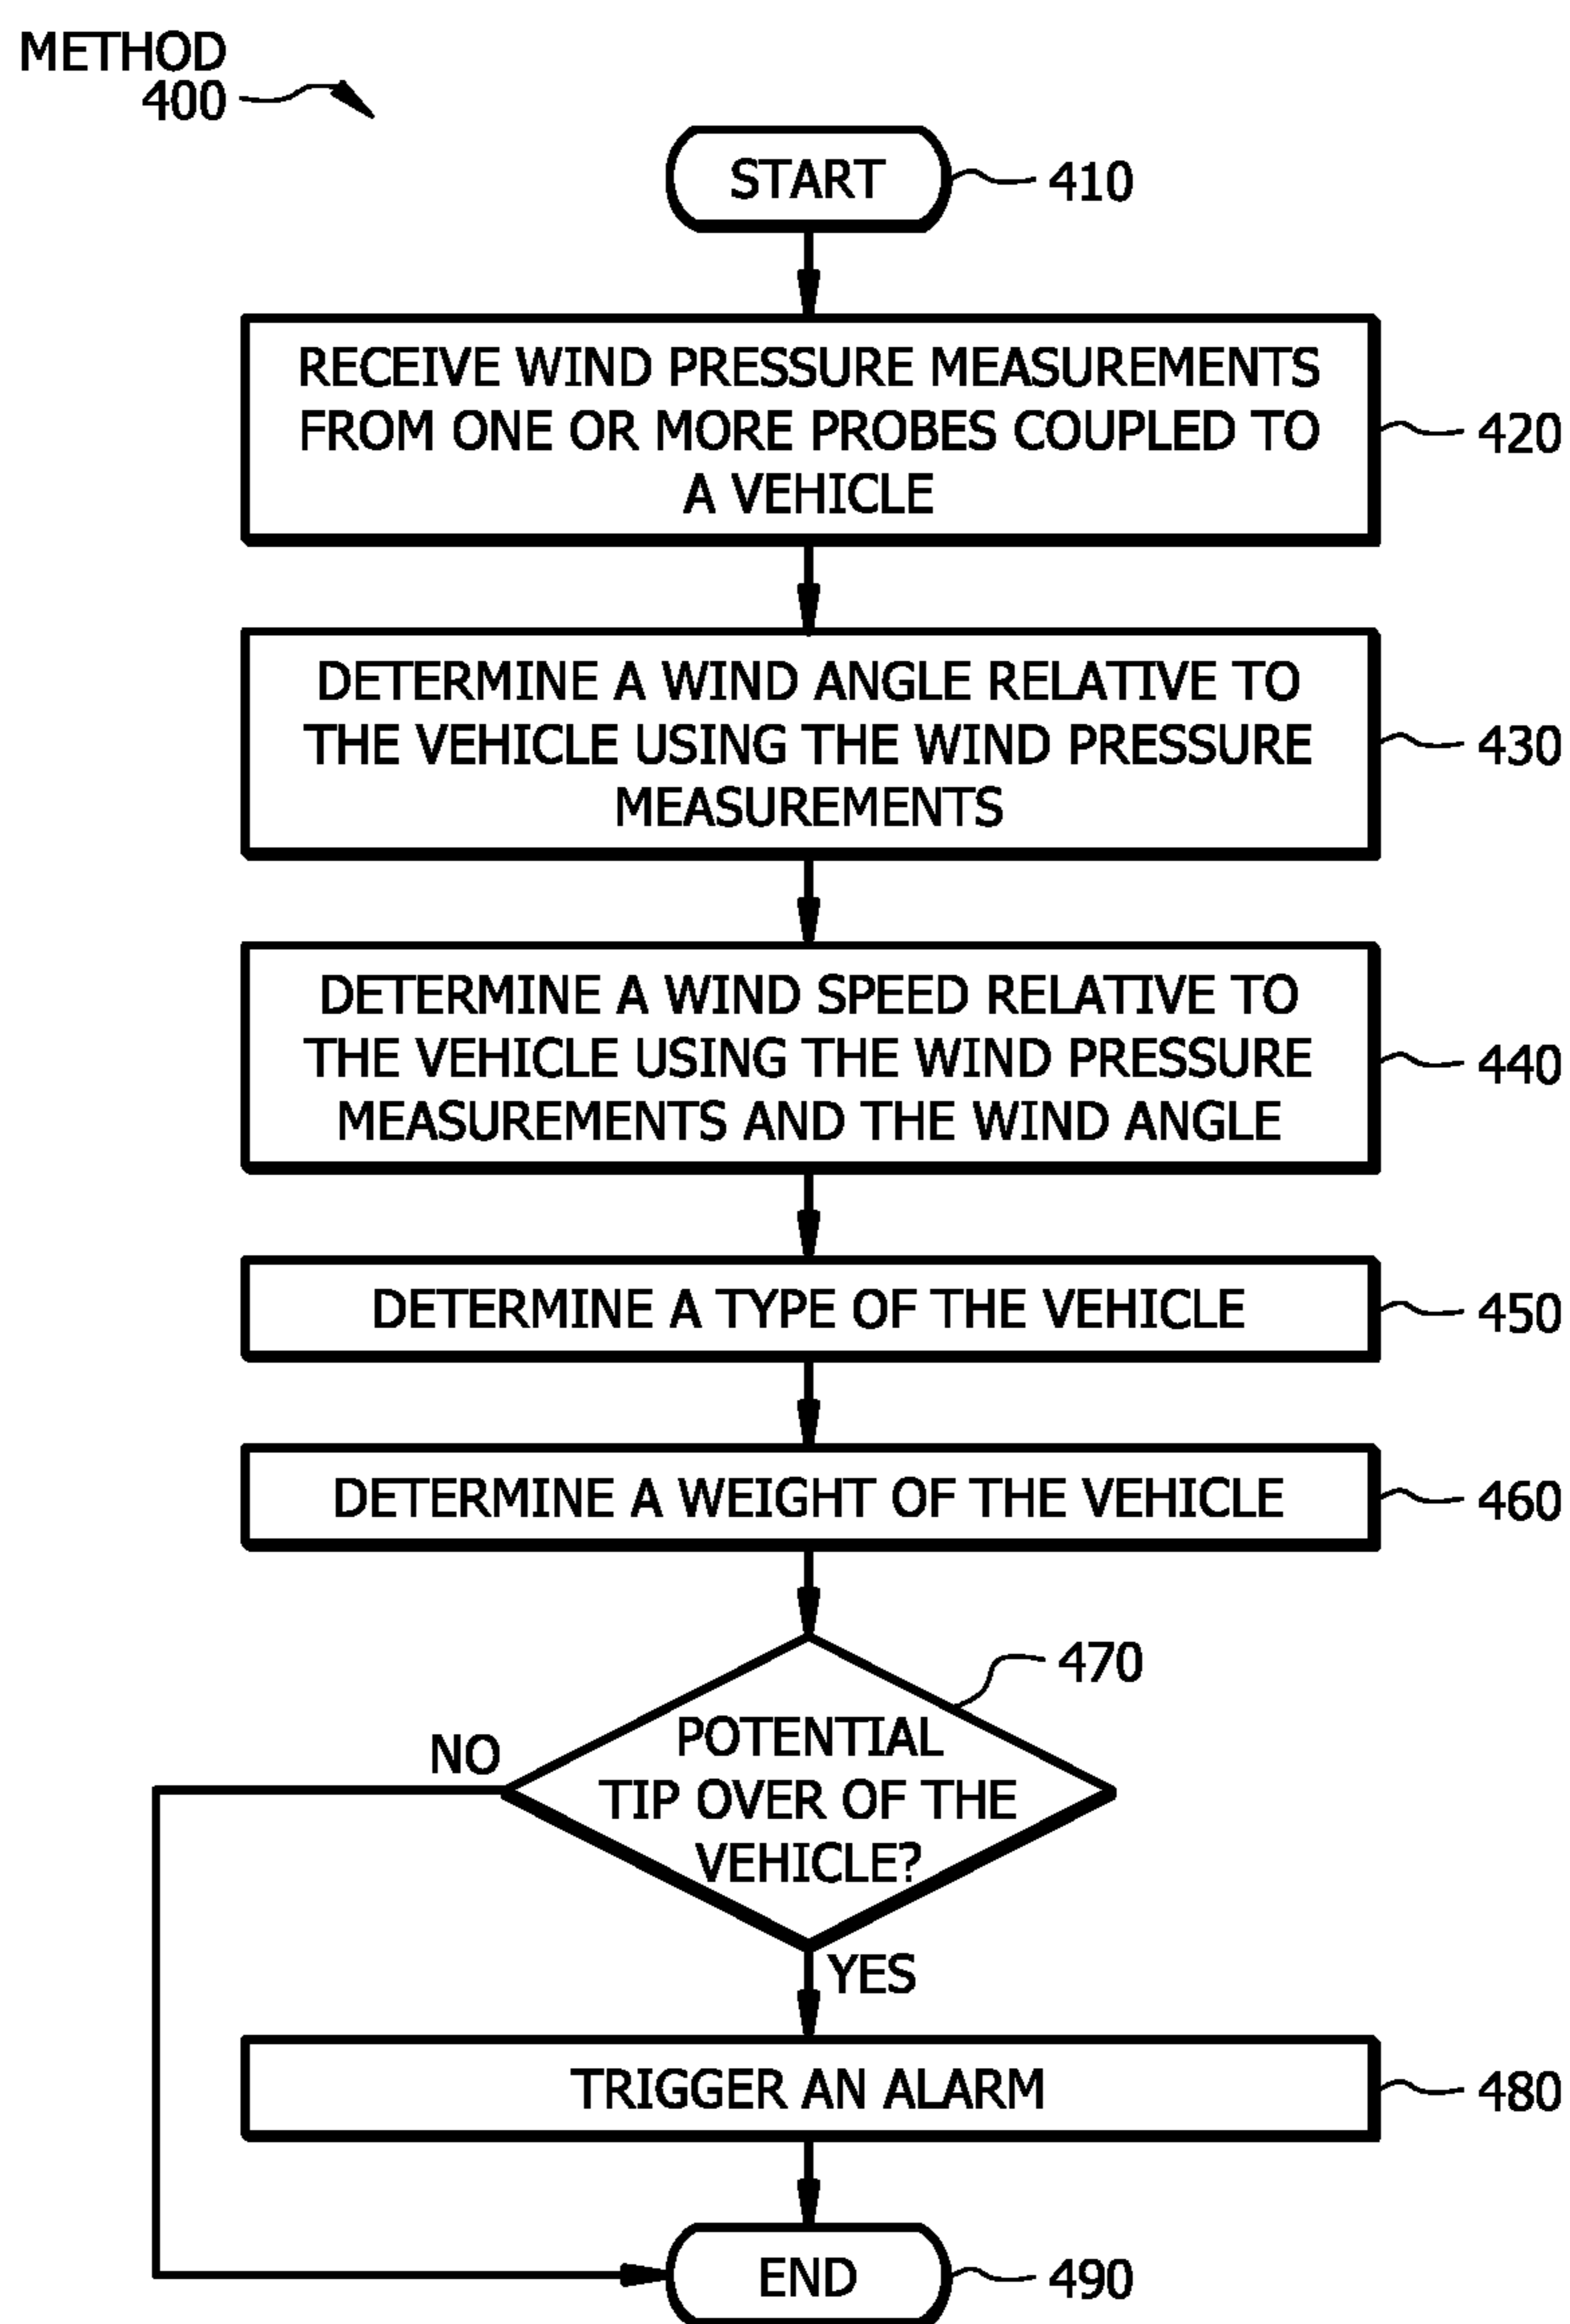 METHOD
400
START
410
RECEIVE WIND PRESSURE MEASUREMENTS
FROM ONE OR MORE PROBES COUPLED TO
A VEHICLE
420
DETERMINE A WIND ANGLE RELATIVE TO
THE VEHICLE USING THE WIND PRESSURE
MEASUREMENTS
430
DETERMINE A WIND SPEED RELATIVE TO
THE VEHICLE USING THE WIND PRESSURE
MEASUREMENTS AND THE WIND ANGLE
440
DETERMINE A TYPE OF THE VEHICLE
450
DETERMINE A WEIGHT OF THE VEHICLE
460
470
POTENTIAL
TIP OVER OF THE
VEHICLE?
NO
YES
TRIGGER AN ALARM
480
END
490